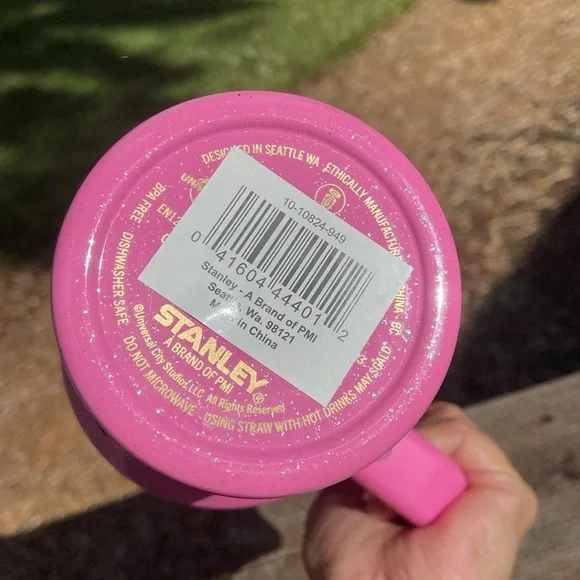 DESIGNED IN SEATTLE WA
ETHICALLY MANUFACTUR
CHINA
BPA FREE
DISHWASHER SAFE
DO NOT MICROWAVE
USING STRAW WITH HOT DRINKS MAY SCALD
10-10824-949
0 41604 44401 2
Stanley - A Brand of PMI
Seattle, Wa. 98121
Made in China
STANLEY®
A BRAND OF PMI
©Universal City Studios LLC. All Rights Reserved